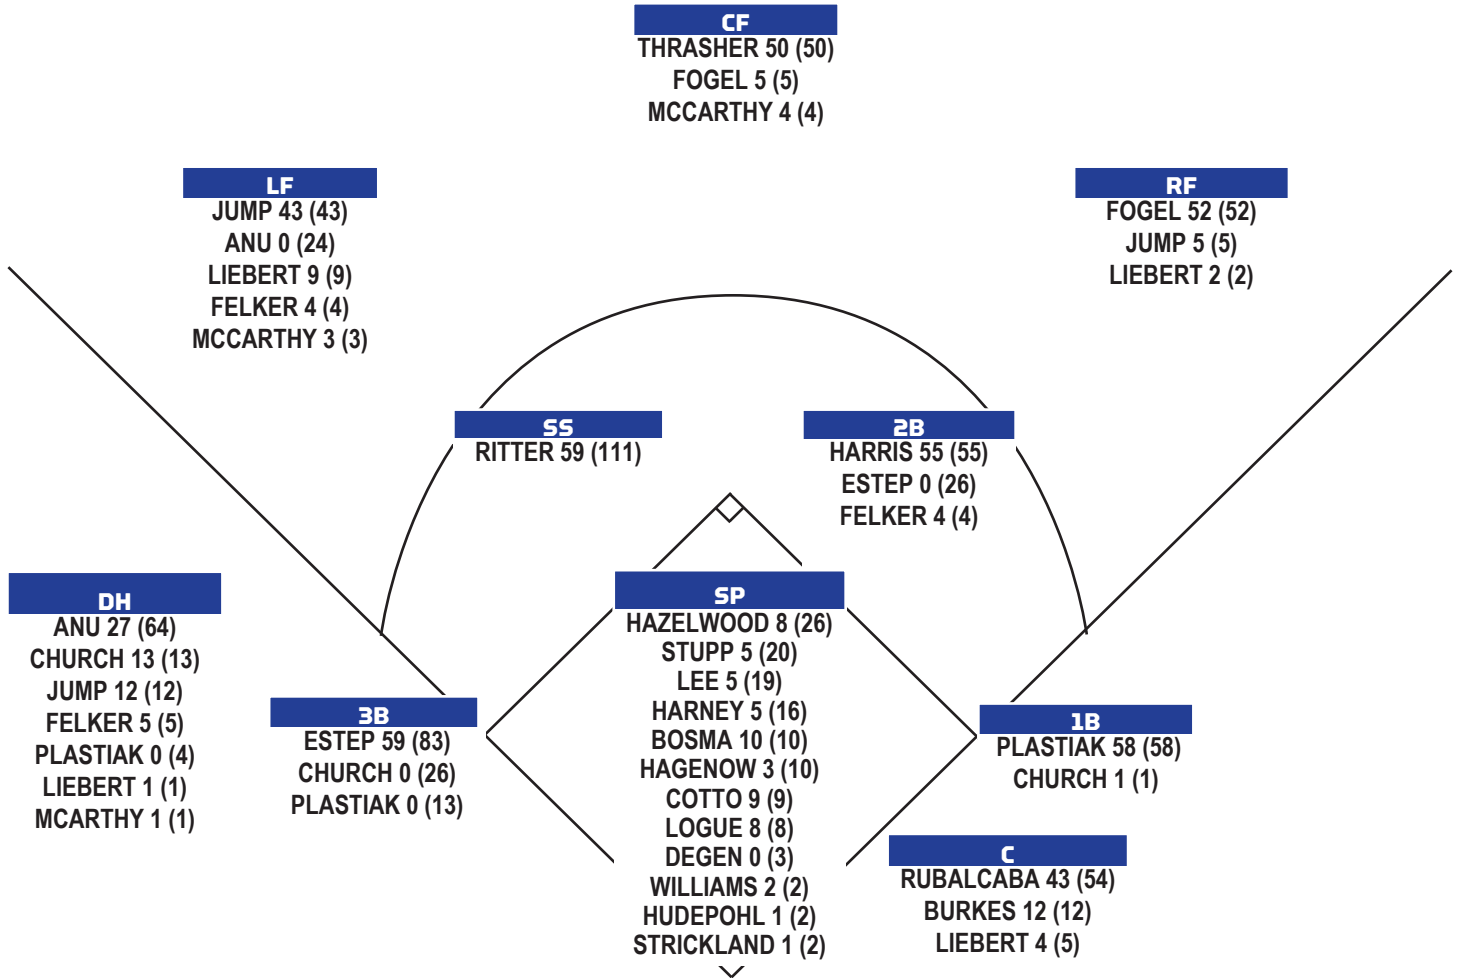 CF
THRASHER 50 (50)
FOGEL 5 (5)
MCCARTHY 4 (4)
LF
JUMP 43 (43)
ANU 0 (24)
LIEBERT 9 (9)
FELKER 4 (4)
MCCARTHY 3 (3)
RF
FOGEL 52 (52)
JUMP 5 (5)
LIEBERT 2 (2)
SS
RITTER 59 (111)
2B
HARRIS 55 (55)
ESTEP 0 (26)
FELKER 4 (4)
DH
ANU 27 (64)
CHURCH 13 (13)
JUMP 12 (12)
FELKER 5 (5)
PLASTIAK 0 (4)
LIEBERT 1 (1)
MCARTHY 1 (1)
3B
ESTEP 59 (83)
CHURCH 0 (26)
PLASTIAK 0 (13)
SP
HAZELWOOD 8 (26)
STUPP 5 (20)
LEE 5 (19)
HARNEY 5 (16)
BOSMA 10 (10)
HAGENOW 3 (10)
COTTO 9 (9)
LOGUE 8 (8)
DEGEN 0 (3)
WILLIAMS 2 (2)
HUDEPOHL 1 (2)
STRICKLAND 1 (2)
1B
PLASTIAK 58 (58)
CHURCH 1 (1)
C
RUBALCABA 43 (54)
BURKES 12 (12)
LIEBERT 4 (5)